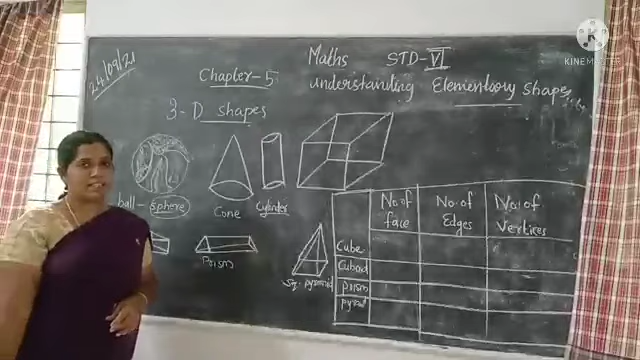 24/09/21
Maths STD-VI
Chapter-5 understanding Elementary Shapes
3-D shapes
ball-sphere
Cone
Cylinder
Prism
Sq. pyramid
No. of face
No. of Edges
No. of Vertices
Cube
Cuboid
prism
KINEMASTER